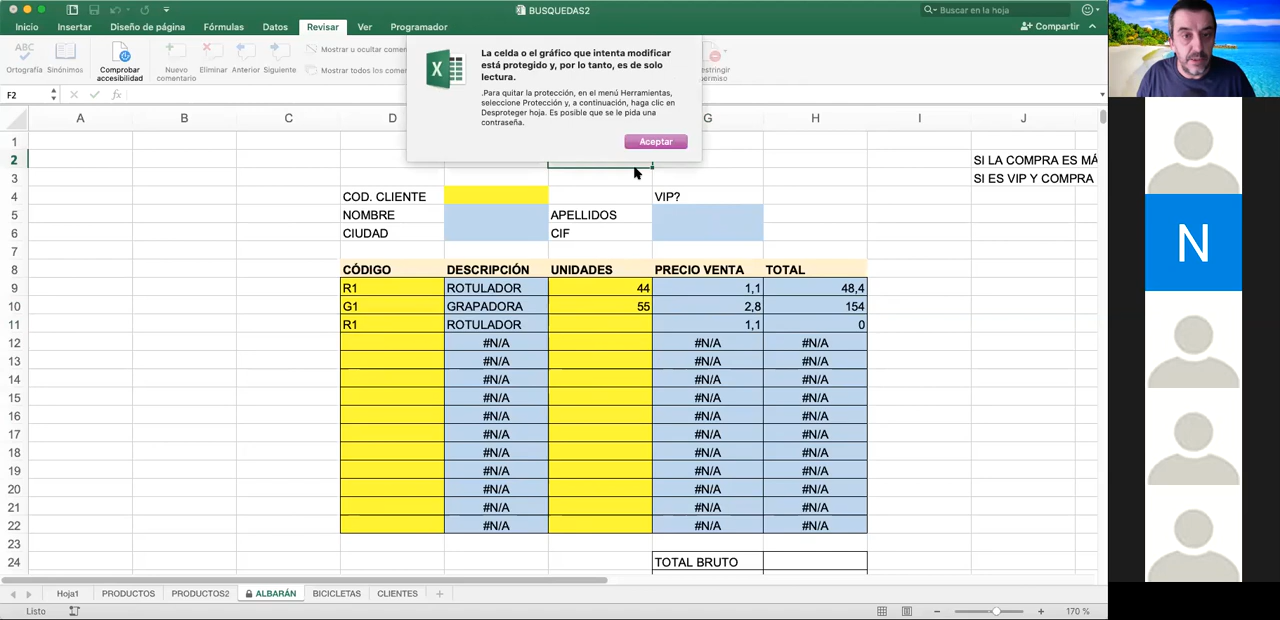 BUSQUEDAS2
Buscar en la hoja
Inicio Insertar Diseño de página Fórmulas Datos Revisar Ver Programador
Compartir
ABC
Ortografía Sinónimos Comprobar accesibilidad Nuevo comentario Eliminar Anterior Siguiente
Mostrar u ocultar comen
Mostrar todos los come
stringir
rmiso
La celda o el gráfico que intenta modificar
está protegido y, por lo tanto, es de solo
lectura.
.Para quitar la protección, en el menú Herramientas,
seleccione Protección y, a continuación, haga clic en
Desproteger hoja. Es posible que se le pida una
contraseña.
Aceptar
F2 fx
A B C D G H I J
1
2 SI LA COMPRA ES MÁ
3 SI ES VIP Y COMPRA
4 COD. CLIENTE VIP?
5 NOMBRE APELLIDOS
6 CIUDAD CIF
7
8 CÓDIGO DESCRIPCIÓN UNIDADES PRECIO VENTA TOTAL
9 R1 ROTULADOR 44 1,1 48,4
10 G1 GRAPADORA 55 2,8 154
11 R1 ROTULADOR 1,1 0
12 #N/A #N/A #N/A
13 #N/A #N/A #N/A
14 #N/A #N/A #N/A
15 #N/A #N/A #N/A
16 #N/A #N/A #N/A
17 #N/A #N/A #N/A
18 #N/A #N/A #N/A
19 #N/A #N/A #N/A
20 #N/A #N/A #N/A
21 #N/A #N/A #N/A
22 #N/A #N/A #N/A
23
24 TOTAL BRUTO
Hoja1 PRODUCTOS PRODUCTOS2 ALBARÁN BICICLETAS CLIENTES +
Listo 170 %
N